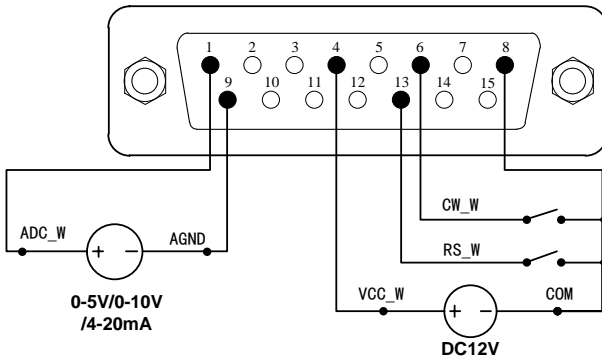 1 2 3 4 5 6 7 8
9 10 11 12 13 14 15
CW_W
ADC_W
AGND
RS_W
+ -
0-5V/0-10V
/4-20mA
VCC_W
COM
+ -
DC12V